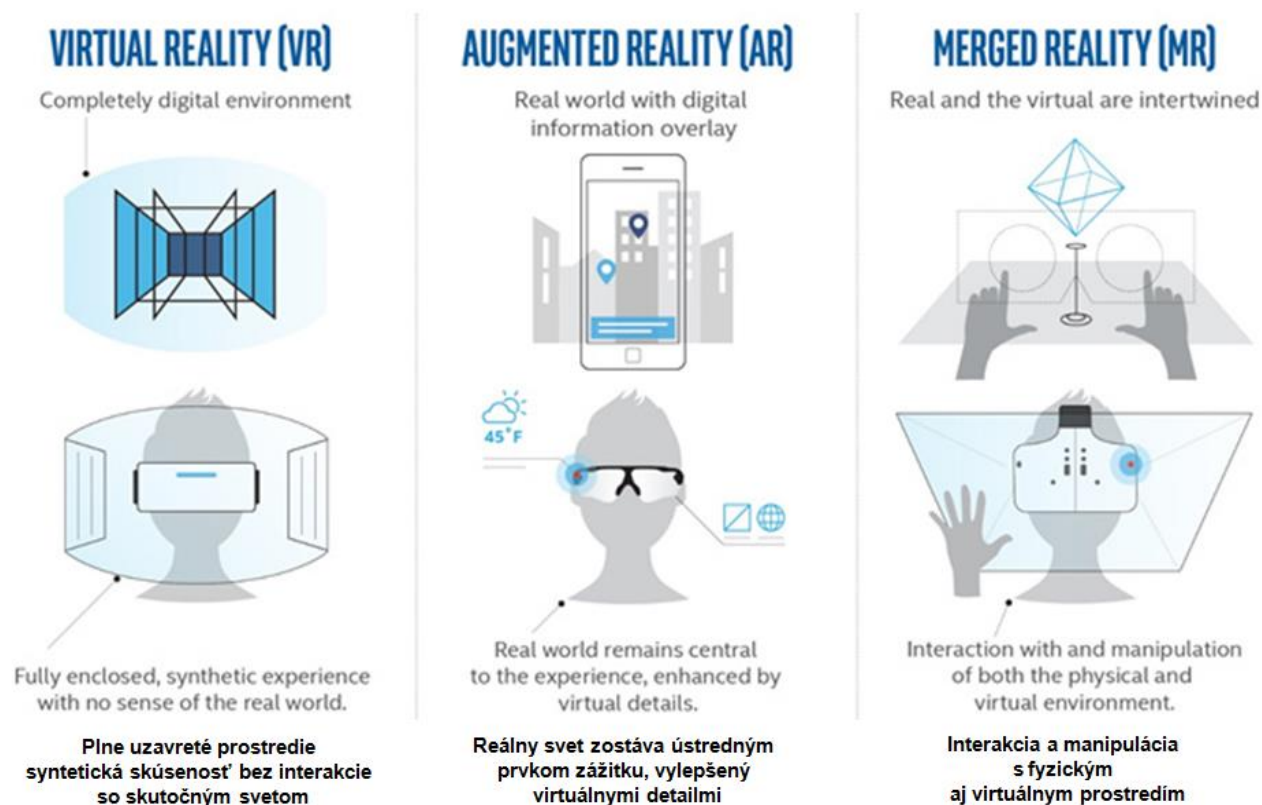 VIRTUAL REALITY (VR)
Completely digital environment
Fully enclosed, synthetic experience
with no sense of the real world.
Plne uzavreté prostredie
syntetická skúsenosť bez interakcie
so skutočným svetom
AUGMENTED REALITY (AR)
Real world with digital
information overlay
45°F
Real world remains central
to the experience, enhanced by
virtual details.
Reálny svet zostáva ústredným
prvkom zážitku, vylepšený
virtuálnymi detailmi
MERGED REALITY (MR)
Real and the virtual are intertwined
Interaction with and manipulation
of both the physical and
virtual environment.
Interakcia a manipulácia
s fyzickým
aj virtuálnym prostredím